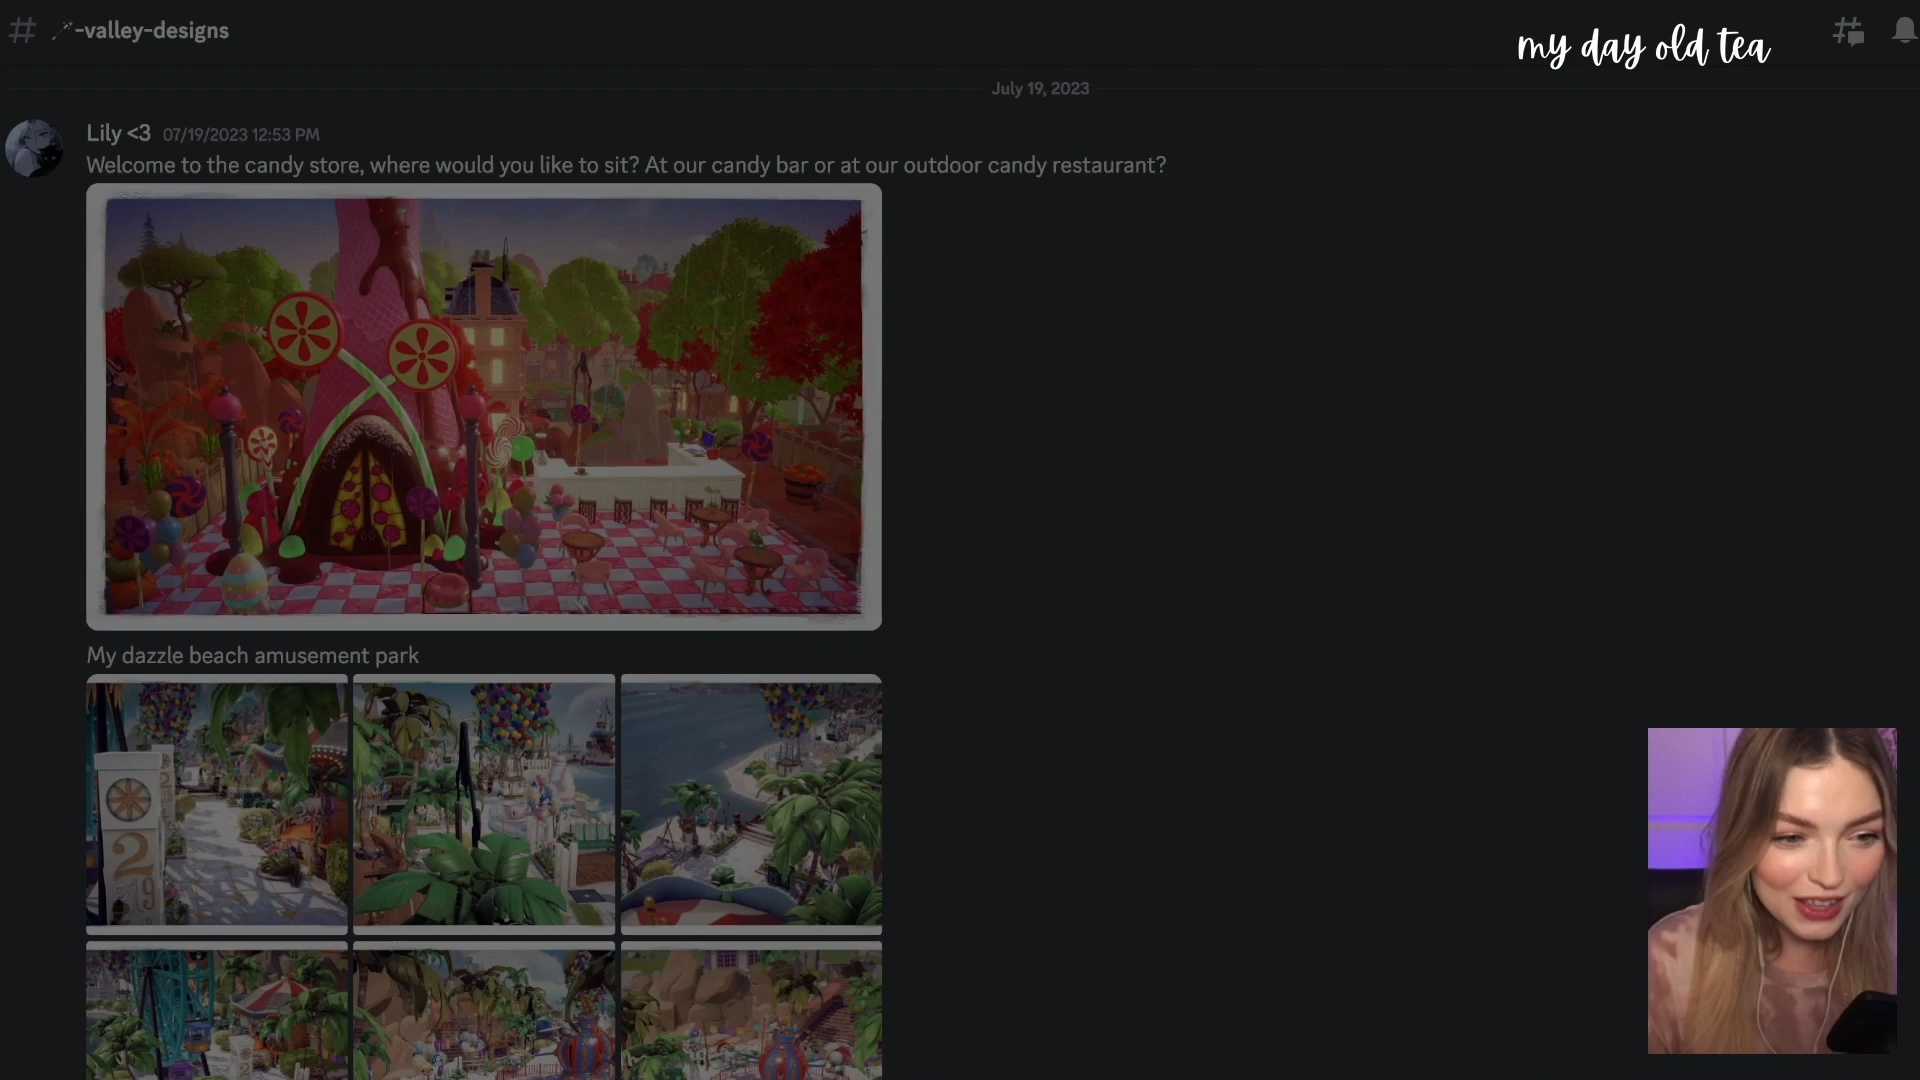 -valley-designs
my day old tea
July 19, 2023
Lily <3 07/19/2023 12:53 PM
Welcome to the candy store, where would you like to sit? At our candy bar or at our outdoor candy restaurant?
My dazzle beach amusement park
2
319